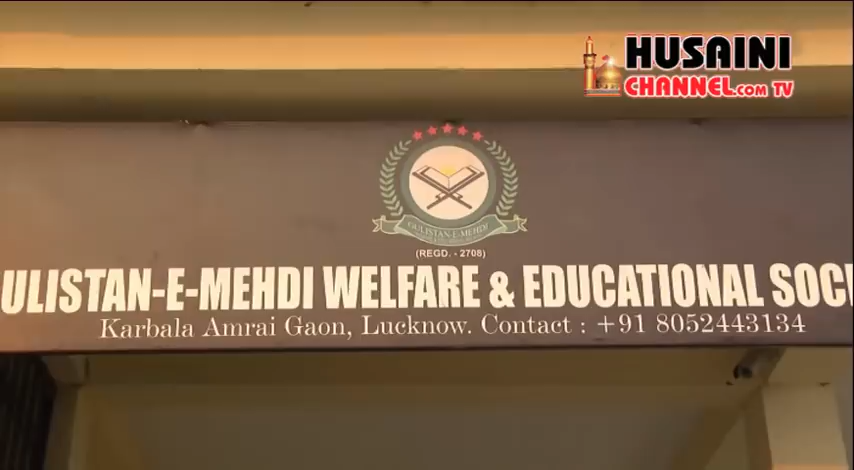 HUSAINI
CHANNEL.COM TV
GULISTAN-E-MEHDI
(REGD. - 2708)
ULISTAN-E-MEHDI WELFARE & EDUCATIONAL SOCI
Karbala Amrai Gaon, Lucknow. Contact : +91 8052443134